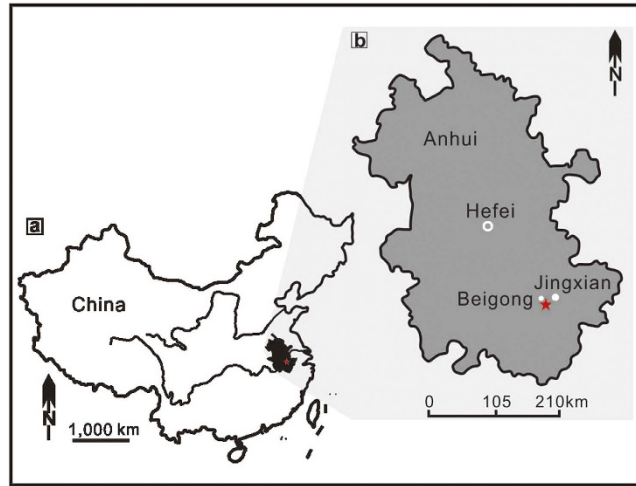 b
N
Anhui
Hefei
Jingxian
Beigong
0 105 210km
a
China
N
1,000 km